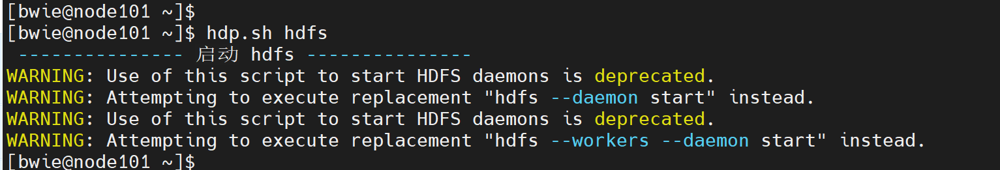 [bwie@node101 ~]$
[bwie@node101 ~]$ hdp.sh hdfs
 --------------- 启动 hdfs ---------------
WARNING: Use of this script to start HDFS daemons is deprecated.
WARNING: Attempting to execute replacement "hdfs --daemon start" instead.
WARNING: Use of this script to start HDFS daemons is deprecated.
WARNING: Attempting to execute replacement "hdfs --workers --daemon start" instead.
[bwie@node101 ~]$